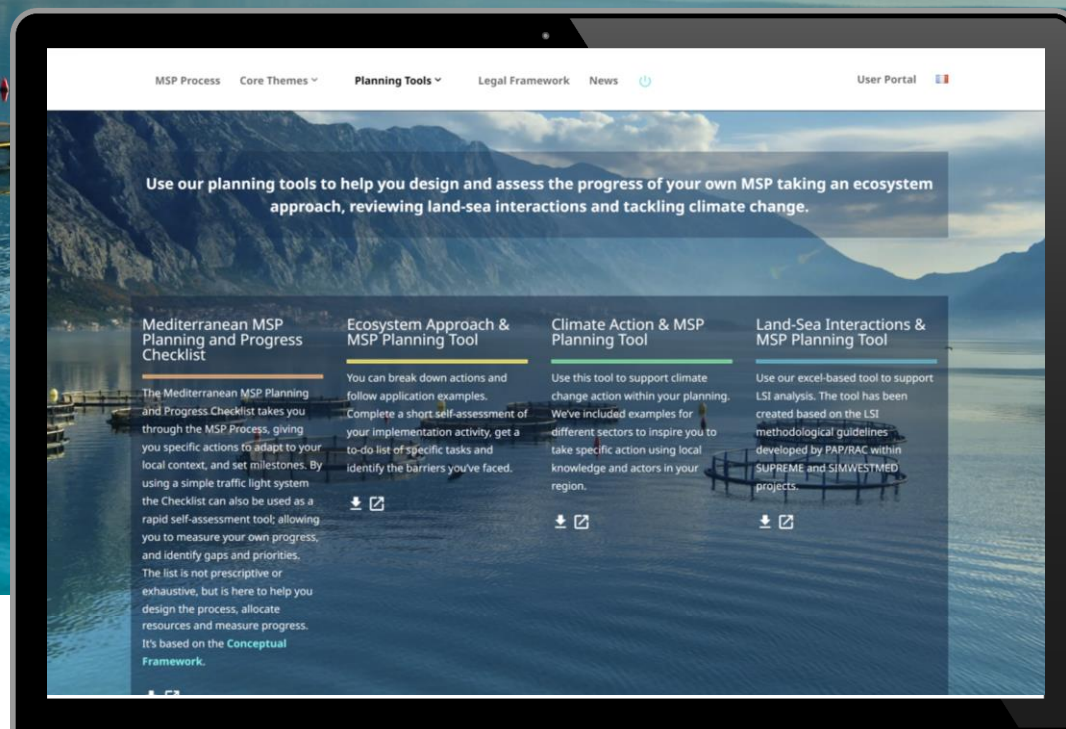 MSP Process Core Themes Planning Tools Legal Framework News User Portal
Use our planning tools to help you design and assess the progress of your own MSP taking an ecosystem
approach, reviewing land-sea interactions and tackling climate change.
Mediterranean MSP
Planning and Progress
Checklist
The Mediterranean MSP Planning
and Progress Checklist takes you
through the MSP Process, giving
you specific actions to adapt to your
local context, and set milestones. By
using a simple traffic light system
the Checklist can also be used as a
rapid self-assessment tool; allowing
you to measure your own progress,
and identify gaps and priorities.
The list is not prescriptive or
exhaustive, but is here to help you
design the process, allocate
resources and measure progress.
It's based on the Conceptual
Framework.
Ecosystem Approach &
MSP Planning Tool
You can break down actions and
follow application examples.
Complete a short self-assessment of
your implementation activity, get a
to-do list of specific tasks and
identify the barriers you've faced.
Climate Action & MSP
Planning Tool
Use this tool to support climate
change action within your planning.
We've included examples for
different sectors to inspire you to
take specific action using local
knowledge and actors in your
region.
Land-Sea Interactions &
MSP Planning Tool
Use our excel-based tool to support
LSI analysis. The tool has been
created based on the LSI
methodological guidelines
developed by PAP/RAC within
SUPREME and SIMWESTMED
projects.